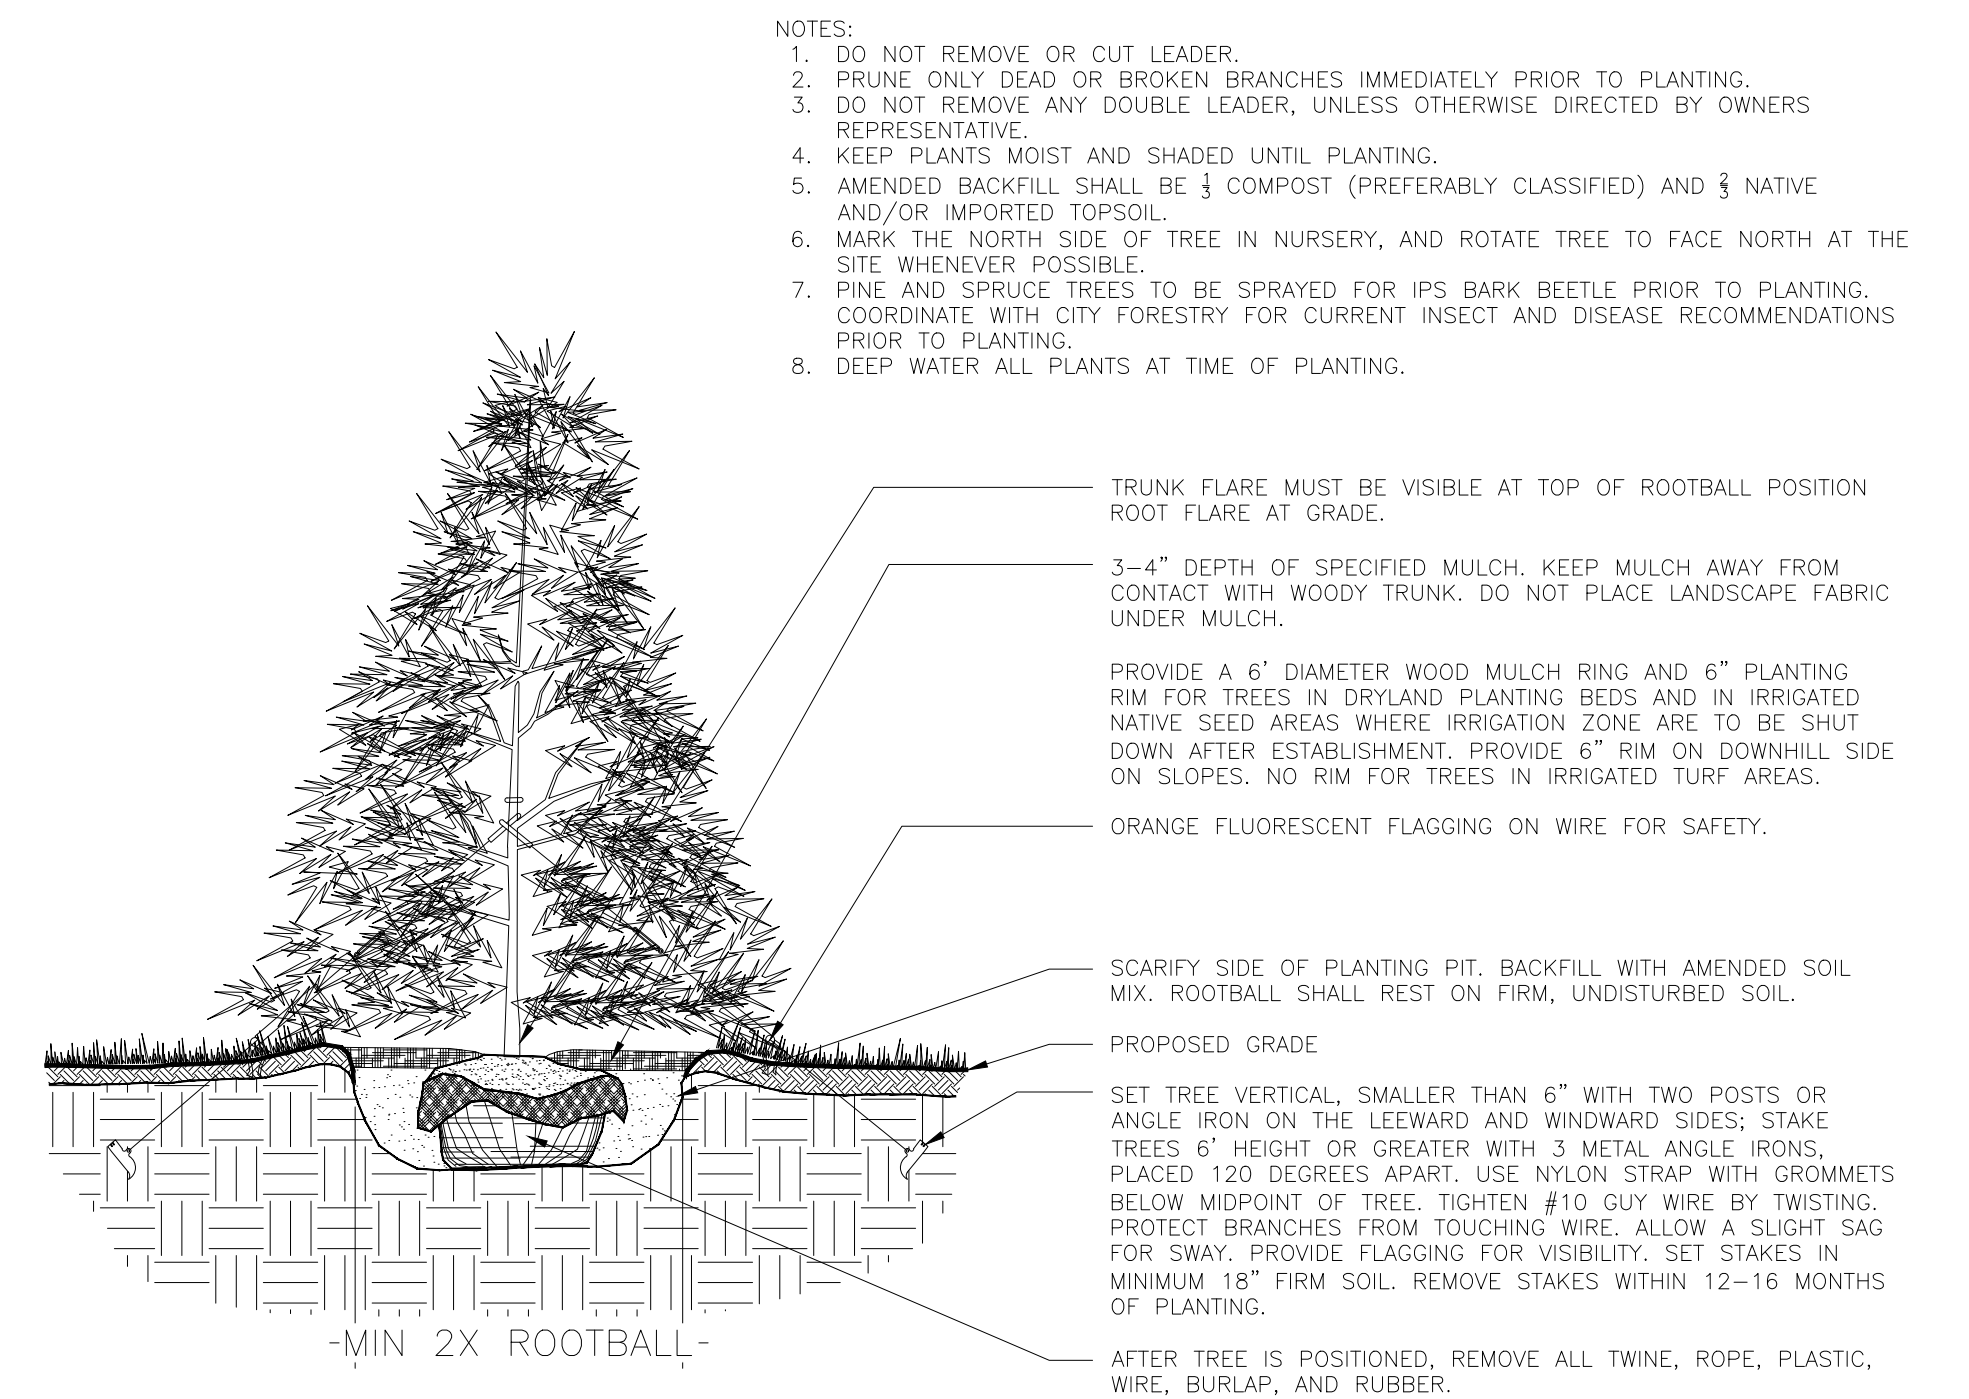 NOTES:
1. DO NOT REMOVE OR CUT LEADER.
2. PRUNE ONLY DEAD OR BROKEN BRANCHES IMMEDIATELY PRIOR TO PLANTING.
3. DO NOT REMOVE ANY DOUBLE LEADER, UNLESS OTHERWISE DIRECTED BY OWNERS
REPRESENTATIVE.
4. KEEP PLANTS MOIST AND SHADED UNTIL PLANTING.
5. AMENDED BACKFILL SHALL BE ⅓ COMPOST (PREFERABLY CLASSIFIED) AND ⅔ NATIVE
AND/OR IMPORTED TOPSOIL.
6. MARK THE NORTH SIDE OF TREE IN NURSERY, AND ROTATE TREE TO FACE NORTH AT THE
SITE WHENEVER POSSIBLE.
7. PINE AND SPRUCE TREES TO BE SPRAYED FOR IPS BARK BEETLE PRIOR TO PLANTING.
COORDINATE WITH CITY FORESTRY FOR CURRENT INSECT AND DISEASE RECOMMENDATIONS
PRIOR TO PLANTING.
8. DEEP WATER ALL PLANTS AT TIME OF PLANTING.
TRUNK FLARE MUST BE VISIBLE AT TOP OF ROOTBALL POSITION
ROOT FLARE AT GRADE.
3–4” DEPTH OF SPECIFIED MULCH. KEEP MULCH AWAY FROM
CONTACT WITH WOODY TRUNK. DO NOT PLACE LANDSCAPE FABRIC
UNDER MULCH.
PROVIDE A 6’ DIAMETER WOOD MULCH RING AND 6” PLANTING
RIM FOR TREES IN DRYLAND PLANTING BEDS AND IN IRRIGATED
NATIVE SEED AREAS WHERE IRRIGATION ZONE ARE TO BE SHUT
DOWN AFTER ESTABLISHMENT. PROVIDE 6” RIM ON DOWNHILL SIDE
ON SLOPES. NO RIM FOR TREES IN IRRIGATED TURF AREAS.
ORANGE FLUORESCENT FLAGGING ON WIRE FOR SAFETY.
SCARIFY SIDE OF PLANTING PIT. BACKFILL WITH AMENDED SOIL
MIX. ROOTBALL SHALL REST ON FIRM, UNDISTURBED SOIL.
PROPOSED GRADE
SET TREE VERTICAL, SMALLER THAN 6” WITH TWO POSTS OR
ANGLE IRON ON THE LEEWARD AND WINDWARD SIDES; STAKE
TREES 6’ HEIGHT OR GREATER WITH 3 METAL ANGLE IRONS,
PLACED 120 DEGREES APART. USE NYLON STRAP WITH GROMMETS
BELOW MIDPOINT OF TREE. TIGHTEN #10 GUY WIRE BY TWISTING.
PROTECT BRANCHES FROM TOUCHING WIRE. ALLOW A SLIGHT SAG
FOR SWAY. PROVIDE FLAGGING FOR VISIBILITY. SET STAKES IN
MINIMUM 18” FIRM SOIL. REMOVE STAKES WITHIN 12–16 MONTHS
OF PLANTING.
-MIN 2X ROOTBALL-
AFTER TREE IS POSITIONED, REMOVE ALL TWINE, ROPE, PLASTIC,
WIRE, BURLAP, AND RUBBER.